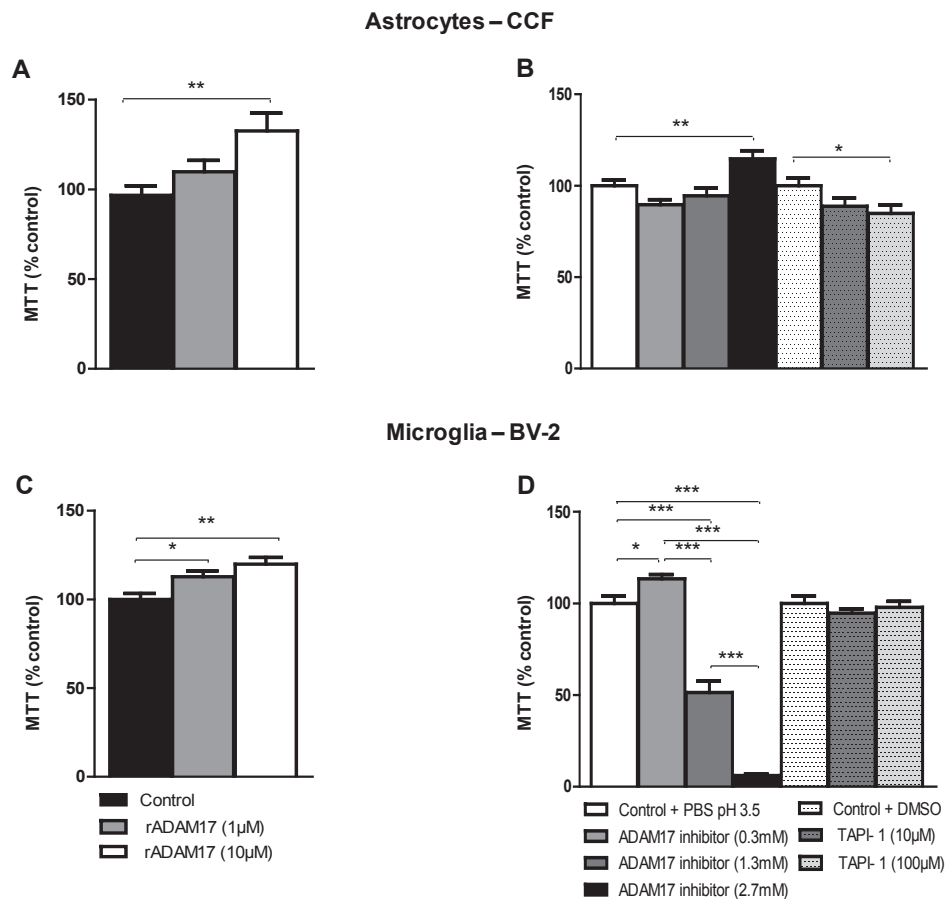 Astrocytes – CCF
A
B
**
150
100
50
0
MTT (% control)
**
*
150
100
50
0
MTT (% control)
Microglia – BV-2
C
D
**
*
150
100
50
0
MTT (% control)
***
***
***
*
***
***
150
100
50
0
MTT (% control)
Control
rADAM17 (1µM)
rADAM17 (10µM)
Control + PBS pH 3.5
ADAM17 inhibitor (0.3mM)
ADAM17 inhibitor (1.3mM)
ADAM17 inhibitor (2.7mM)
Control + DMSO
TAPI- 1 (10µM)
TAPI- 1 (100µM)